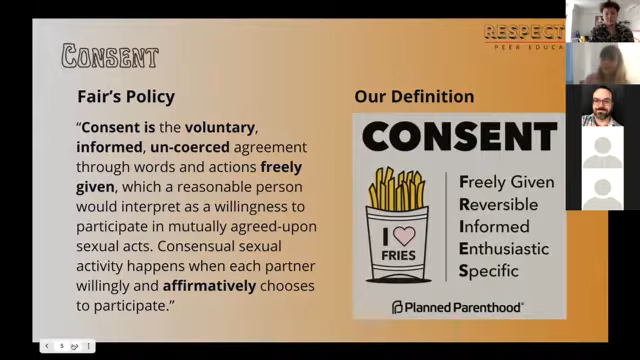 CONSENT
RESPECT
PEER EDUCA
Fair's Policy
"Consent is the voluntary,
informed, un-coerced agreement
through words and actions freely
given, which a reasonable person
would interpret as a willingness to
participate in mutually agreed-upon
sexual acts. Consensual sexual
activity happens when each partner
willingly and affirmatively chooses
to participate."
Our Definition
CONSENT
I
FRIES
Freely Given
Reversible
Informed
Enthusiastic
Specific
Planned Parenthood®
5